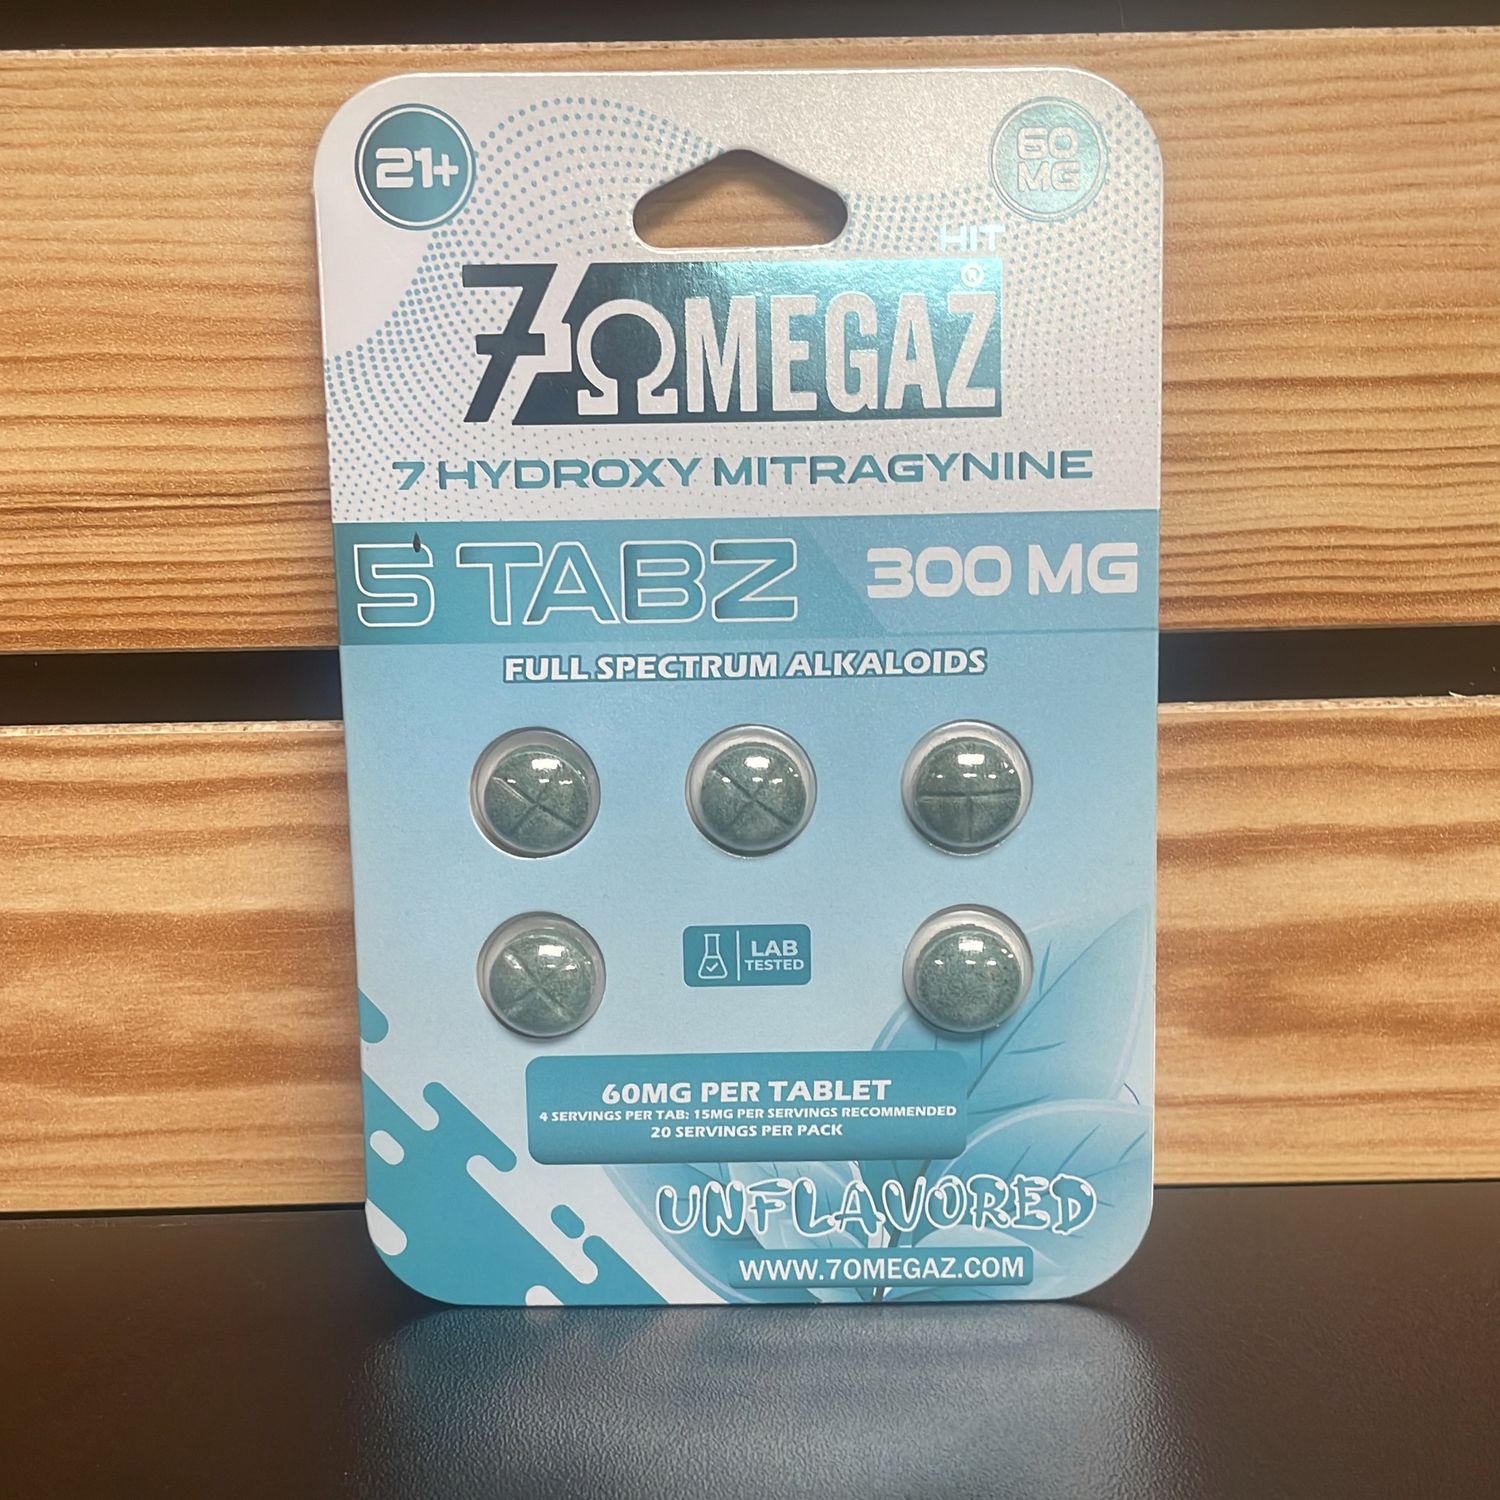 21+
60
MG
HIT
7ΩMEGAZ®
7 HYDROXY MITRAGYNINE
5 TABZ
300 MG
FULL SPECTRUM ALKALOIDS
LAB
TESTED
60MG PER TABLET
4 SERVINGS PER TAB: 15MG PER SERVINGS RECOMMENDED
20 SERVINGS PER PACK
UNFLAVORED
WWW.7OMEGAZ.COM